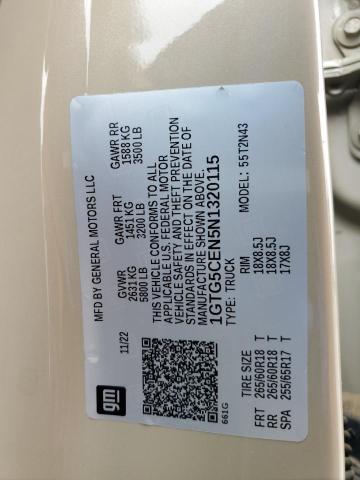 MFD BY GENERAL MOTORS LLC
11/22
GVWR GAWR FRT GAWR RR
2631 KG 1451 KG 1588 KG
5800 LB 3200 LB 3500 LB
THIS VEHICLE CONFORMS TO ALL
APPLICABLE U.S. FEDERAL MOTOR
VEHICLE SAFETY AND THEFT PREVENTION
STANDARDS IN EFFECT ON THE DATE OF
MANUFACTURE SHOWN ABOVE.
1GTG5CEN5N1320115
TYPE: TRUCK MODEL: 55T2N43
gm
661G
TIRE SIZE RIM
FRT 265/60R18 T 18X8.5J
RR 265/60R18 T 18X8.5J
SPA 255/65R17 T 17X8J